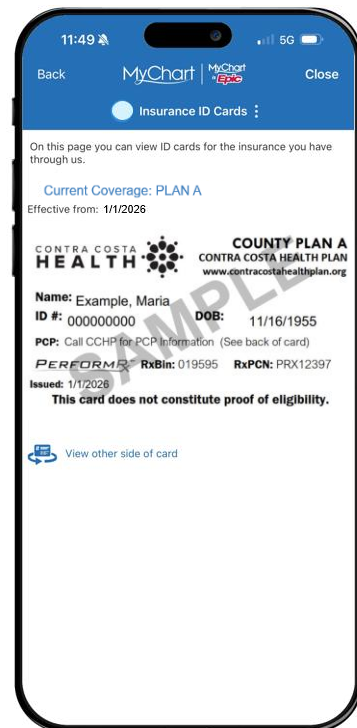 11:49 5G
Back MyChart MyChart by Epic Close
Insurance ID Cards
On this page you can view ID cards for the insurance you have
through us.
Current Coverage: PLAN A
Effective from: 1/1/2026
CONTRA COSTA
HEALTH
COUNTY PLAN A
CONTRA COSTA HEALTH PLAN
www.contracostahealthplan.org
Name: Example, Maria
ID #: 000000000 DOB: 11/16/1955
PCP: Call CCHP for PCP Information (See back of card)
PERFORMRx RxBin: 019595 RxPCN: PRX12397
Issued: 1/1/2026
This card does not constitute proof of eligibility.
SAMPLE
View other side of card